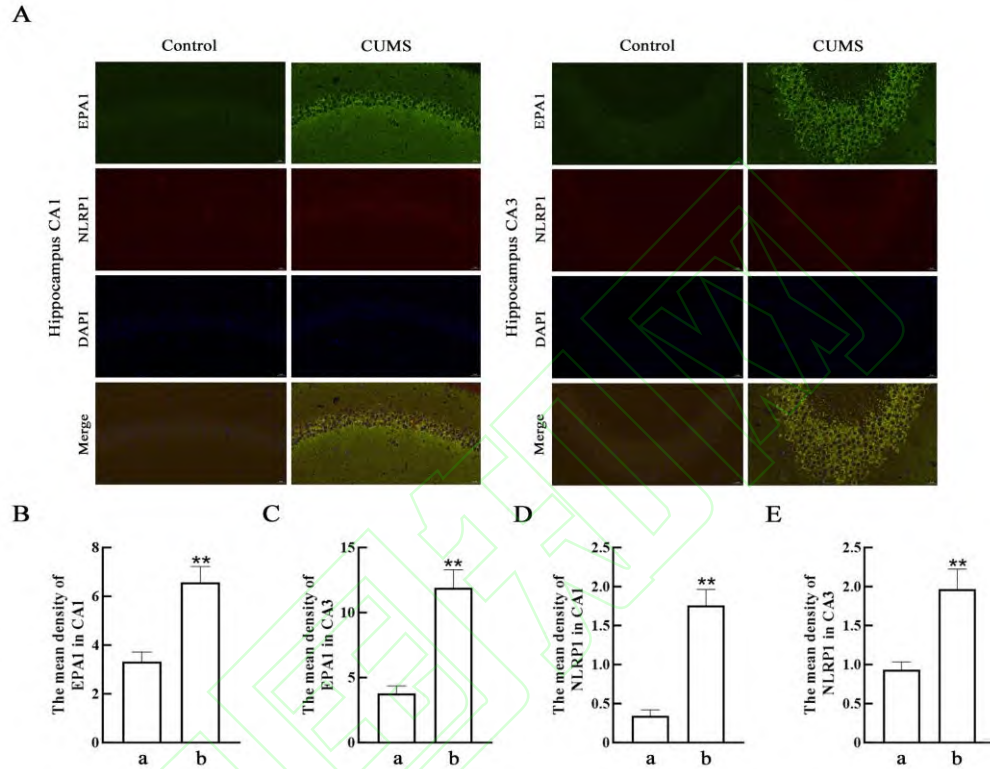 A
Control CUMS Control CUMS
EPA1
NLRP1
DAPI
Merge
Hippocampus CA1
EPA1
NLRP1
DAPI
Merge
Hippocampus CA3
B
The mean density of
EPA1 in CA1
8
6
4
2
0
**
a b
C
The mean density of
EPA1 in CA3
15
10
5
0
**
a b
D
The mean density of
NLRP1 in CA1
2.5
2.0
1.5
1.0
0.5
0.0
**
a b
E
The mean density of
NLRP1 in CA3
2.5
2.0
1.5
1.0
0.5
0.0
**
a b